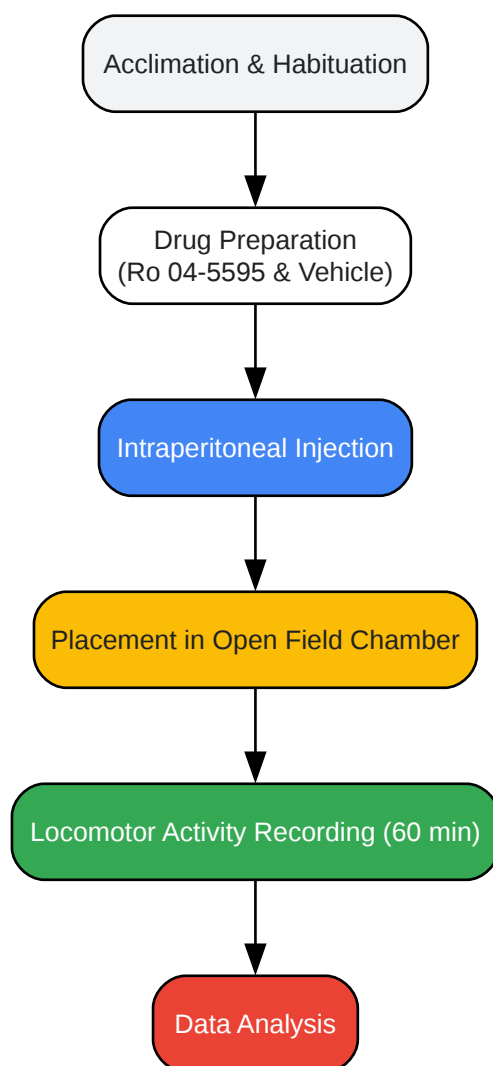 Acclimation & Habituation
Drug Preparation
(Ro 04-5595 & Vehicle)
Intraperitoneal Injection
Placement in Open Field Chamber
Locomotor Activity Recording (60 min)
Data Analysis